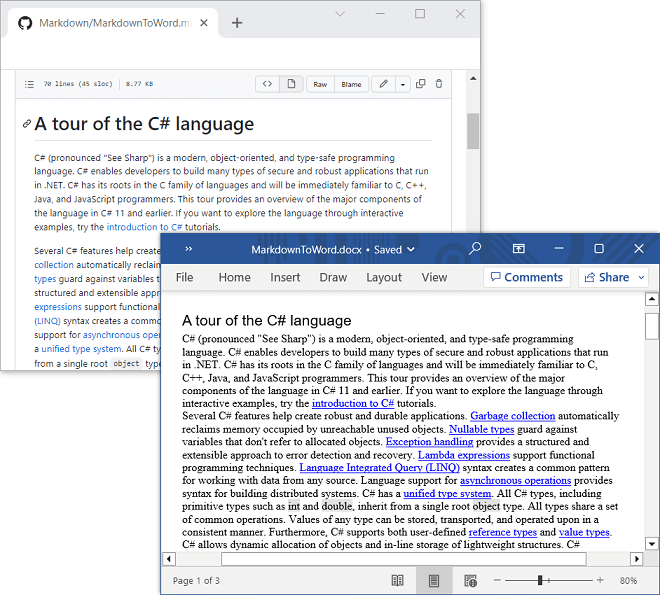 Markdown/MarkdownToWord.m
70 lines (45 sloc) 8.77 KB
Raw Blame
A tour of the C# language
C# (pronounced "See Sharp") is a modern, object-oriented, and type-safe programming
language. C# enables developers to build many types of secure and robust applications that run
in .NET. C# has its roots in the C family of languages and will be immediately familiar to C, C++,
Java, and JavaScript programmers. This tour provides an overview of the major components of
the language in C# 11 and earlier. If you want to explore the language through interactive
examples, try the introduction to C# tutorials.
Several C# features help create
collection automatically reclaim
types guard against variables t
structured and extensible appr
expressions support functional
(LINQ) syntax creates a commo
support for asynchronous oper
a unified type system. All C# typ
from a single root object type
MarkdownToWord.docx • Saved
File Home Insert Draw Layout View Comments Share
A tour of the C# language
C# (pronounced "See Sharp") is a modern, object-oriented, and type-safe programming
language. C# enables developers to build many types of secure and robust applications that run
in .NET. C# has its roots in the C family of languages and will be immediately familiar to C,
C++, Java, and JavaScript programmers. This tour provides an overview of the major
components of the language in C# 11 and earlier. If you want to explore the language through
interactive examples, try the introduction to C# tutorials.
Several C# features help create robust and durable applications. Garbage collection automatically
reclaims memory occupied by unreachable unused objects. Nullable types guard against
variables that don't refer to allocated objects. Exception handling provides a structured and
extensible approach to error detection and recovery. Lambda expressions support functional
programming techniques. Language Integrated Query (LINQ) syntax creates a common pattern
for working with data from any source. Language support for asynchronous operations provides
syntax for building distributed systems. C# has a unified type system. All C# types, including
primitive types such as int and double, inherit from a single root object type. All types share a set
of common operations. Values of any type can be stored, transported, and operated upon in a
consistent manner. Furthermore, C# supports both user-defined reference types and value types.
C# allows dynamic allocation of objects and in-line storage of lightweight structures. C#
Page 1 of 3 80%